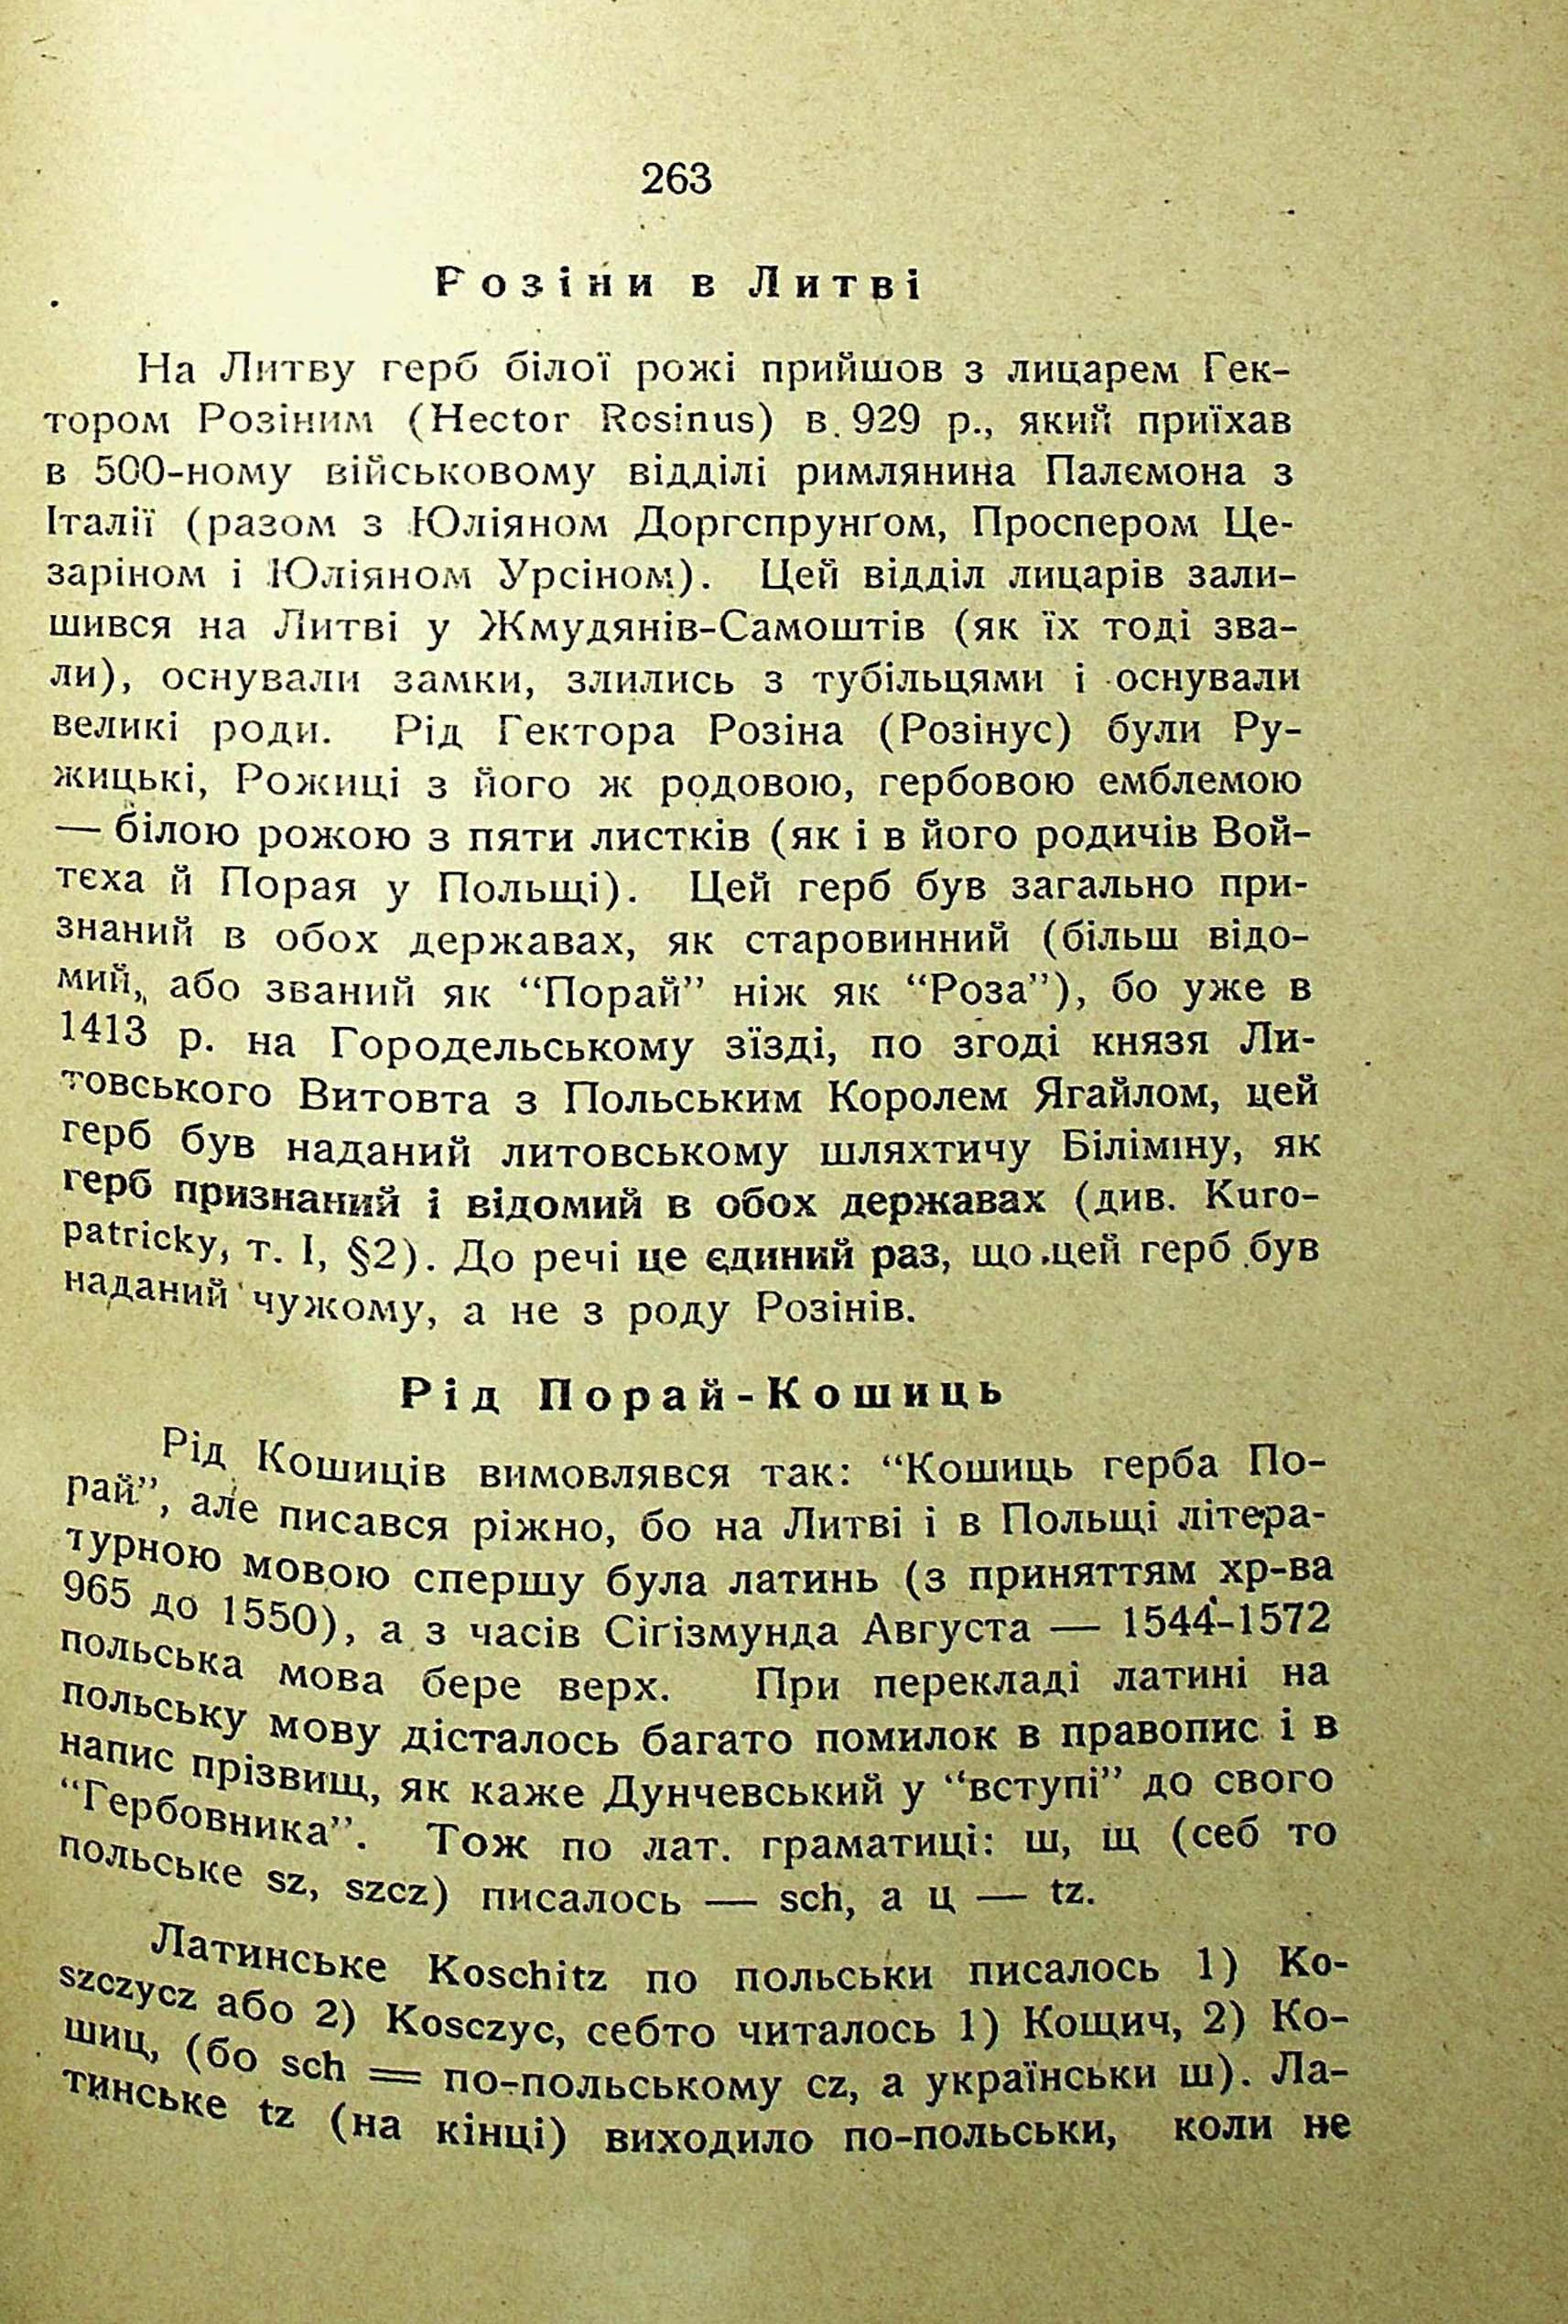 263
Розіни в Литві
На Литву герб білої рожі прийшов з лицарем Гек-
тором Розіним (Hector Rosinus) в. 929 р., який приїхав
в 500-ному військовому відділі римлянина Палємона з
Італії (разом з Юліяном Доргспрунґом, Проспером Це-
заріном і Юліяном Урсіном). Цей відділ лицарів зали-
шився на Литві у Жмудянів-Самоштів (як їх тоді зва-
ли), оснували замки, злились з тубільцями і оснували
великі роди. Рід Гектора Розіна (Розінус) були Ру-
жицькі, Рожиці з його ж родовою, гербовою емблемою
— білою рожою з пяти листків (як і в його родичів Вой-
тєха й Порая у Польщі). Цей герб був загально при-
знаний в обох державах, як старовинний (більш відо-
мий,, або званий як “Порай” ніж як “Роза”), бо уже в
1413 р. на Городельському зїзді, по згоді князя Ли-
товського Витовта з Польським Королем Ягайлом, цей
герб був наданий литовському шляхтичу Біліміну, як
герб признаний і відомий в обох державах (див. Kuro-
patricky, т. I, §2). До речі це єдиний раз, що цей герб був
наданий чужому, а не з роду Розінів.
Рід Порай-Кошиць
Рід Кошиців вимовлявся так: “Кошиць герба По-
рай”, але писався ріжно, бо на Литві і в Польщі літера-
турною мовою спершу була латинь (з приняттям хр-ва
965 до 1550), а з часів Сіґізмунда Августа — 1544-1572
польська мова бере верх. При перекладі латині на
польську мову дісталось багато помилок в правопис і в
напис прізвищ, як каже Дунчевський у “вступі” до свого
“Гербовника”. Тож по лат. граматиці: ш, щ (себ то
польське sz, szcz) писалось — sch, а ц — tz.
Латинське Koschitz по польськи писалось 1) Ko-
szczycz або 2) Kosczyc, себто читалось 1) Кощич, 2) Ко-
шиц, (бо sch = по-польському cz, а українськи ш). Ла-
тинське tz (на кінці) виходило по-польськи, коли не